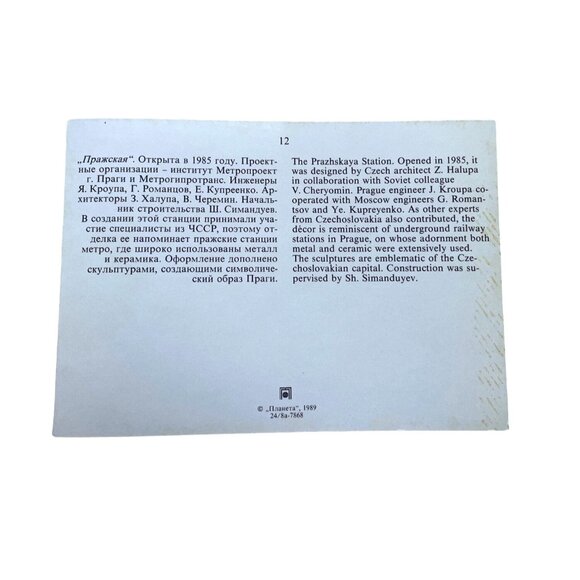 12
„Пражская“. Открыта в 1985 году. Проект-
ные организации – институт Метропроект
г. Праги и Метрогипротранс. Инженеры
Я. Кроупа, Г. Романцов, Е. Купреенко. Ар-
хитекторы З. Халупа, В. Черемин. Началь-
ник строительства Ш. Симандуев.
В создании этой станции принимали уча-
стие специалисты из ЧССР, поэтому от-
делка ее напоминает пражские станции
метро, где широко использованы металл
и керамика. Оформление дополнено
скульптурами, создающими символиче-
ский образ Праги.
The Prazhskaya Station. Opened in 1985, it
was designed by Czech architect Z. Halupa
in collaboration with Soviet colleague
V. Cheryomin. Prague engineer J. Kroupa co-
operated with Moscow engineers G. Roman-
tsov and Ye. Kupreyenko. As other experts
from Czechoslovakia also contributed, the
décor is reminiscent of underground railway
stations in Prague, on whose adornment both
metal and ceramic were extensively used.
The sculptures are emblematic of the Cze-
choslovakian capital. Construction was su-
pervised by Sh. Simanduyev.
© „Планета“, 1989
24/8a-7868